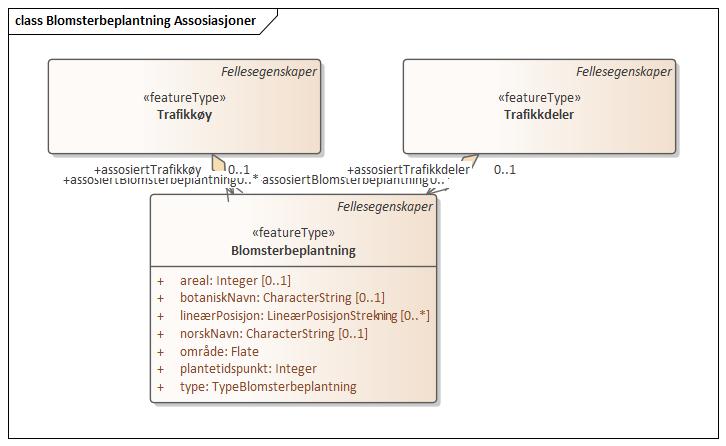 class Blomsterbeplantning Assosiasjoner
Fellesegenskaper
«featureType»
Trafikkøy
Fellesegenskaper
«featureType»
Trafikkdeler
+assosiertTrafikkøy 0..1
+assosiertTrafikkdeler 0..1
+assosiertBlomsterbeplantning 0..*
assosiertBlomsterbeplantning 0..*
Fellesegenskaper
«featureType»
Blomsterbeplantning
+ areal: Integer [0..1]
+ botaniskNavn: CharacterString [0..1]
+ lineærPosisjon: LineærPosisjonStrekning [0..*]
+ norskNavn: CharacterString [0..1]
+ område: Flate
+ plantetidspunkt: Integer
+ type: TypeBlomsterbeplantning